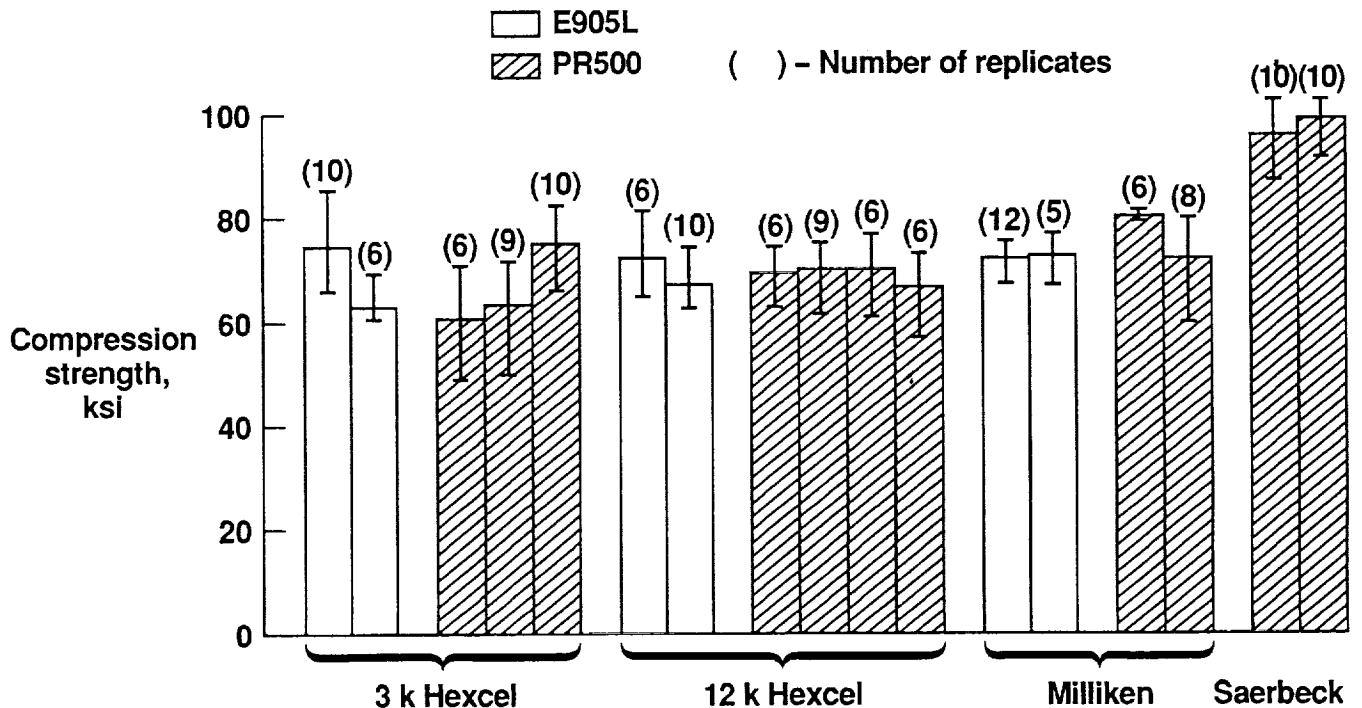 E905L
PR500 ( ) – Number of replicates
(10) (10)
100
(10) (10) (6) (12) (5) (6) (8)
80
(6) (6) (9) (10) (6) (9) (6) (6)
60
Compression
strength,
ksi
40
20
0
3 k Hexcel 12 k Hexcel Milliken Saerbeck